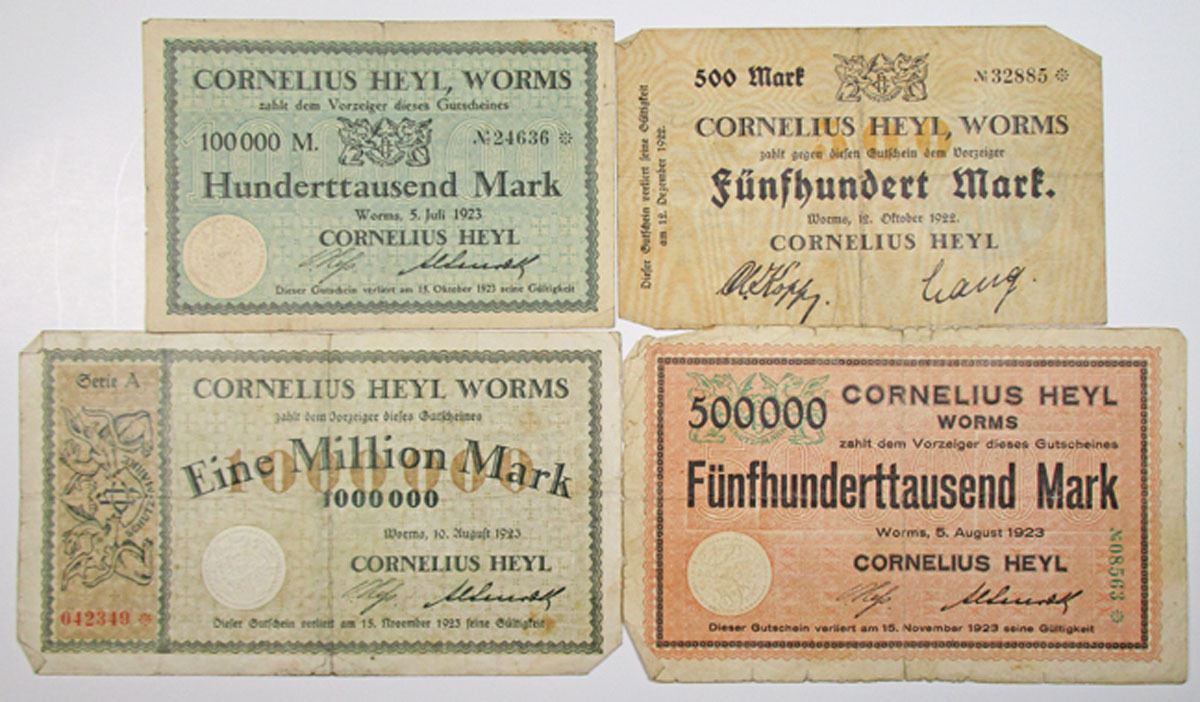 CORNELIUS HEYL, WORMS
zahlt dem Vorzeiger dieses Gutscheines
100000 M.
№24636 ❊
Hunderttausend Mark
Worms, 5. Juli 1923
CORNELIUS HEYL
Dieser Gutschein verliert am 15. Oktober 1923 seine Gültigkeit
Dieser Gutschein verliert seine Gültigkeit
am 12. Dezember 1922.
500 Mark
№32885 ❊
CORNELIUS HEYL, WORMS
500
zahlt gegen diesen Gutschein dem Vorzeiger
Fünfhundert Mark.
Worms, 12. Oktober 1922.
CORNELIUS HEYL
Lang.
Serie A
042349 ❊
CORNELIUS HEYL WORMS
zahlt dem Vorzeiger dieses Gutscheines
Eine Million Mark
1000000
1000000
Worms, 10. August 1923
CORNELIUS HEYL
Dieser Gutschein verliert am 15. November 1923 seine Gültigkeit
500000
CORNELIUS HEYL
WORMS
zahlt dem Vorzeiger dieses Gutscheines
Fünfhunderttausend Mark
Worms, 5. August 1923
CORNELIUS HEYL
№08563 ❊
Dieser Gutschein verliert am 15. November 1923 seine Gültigkeit